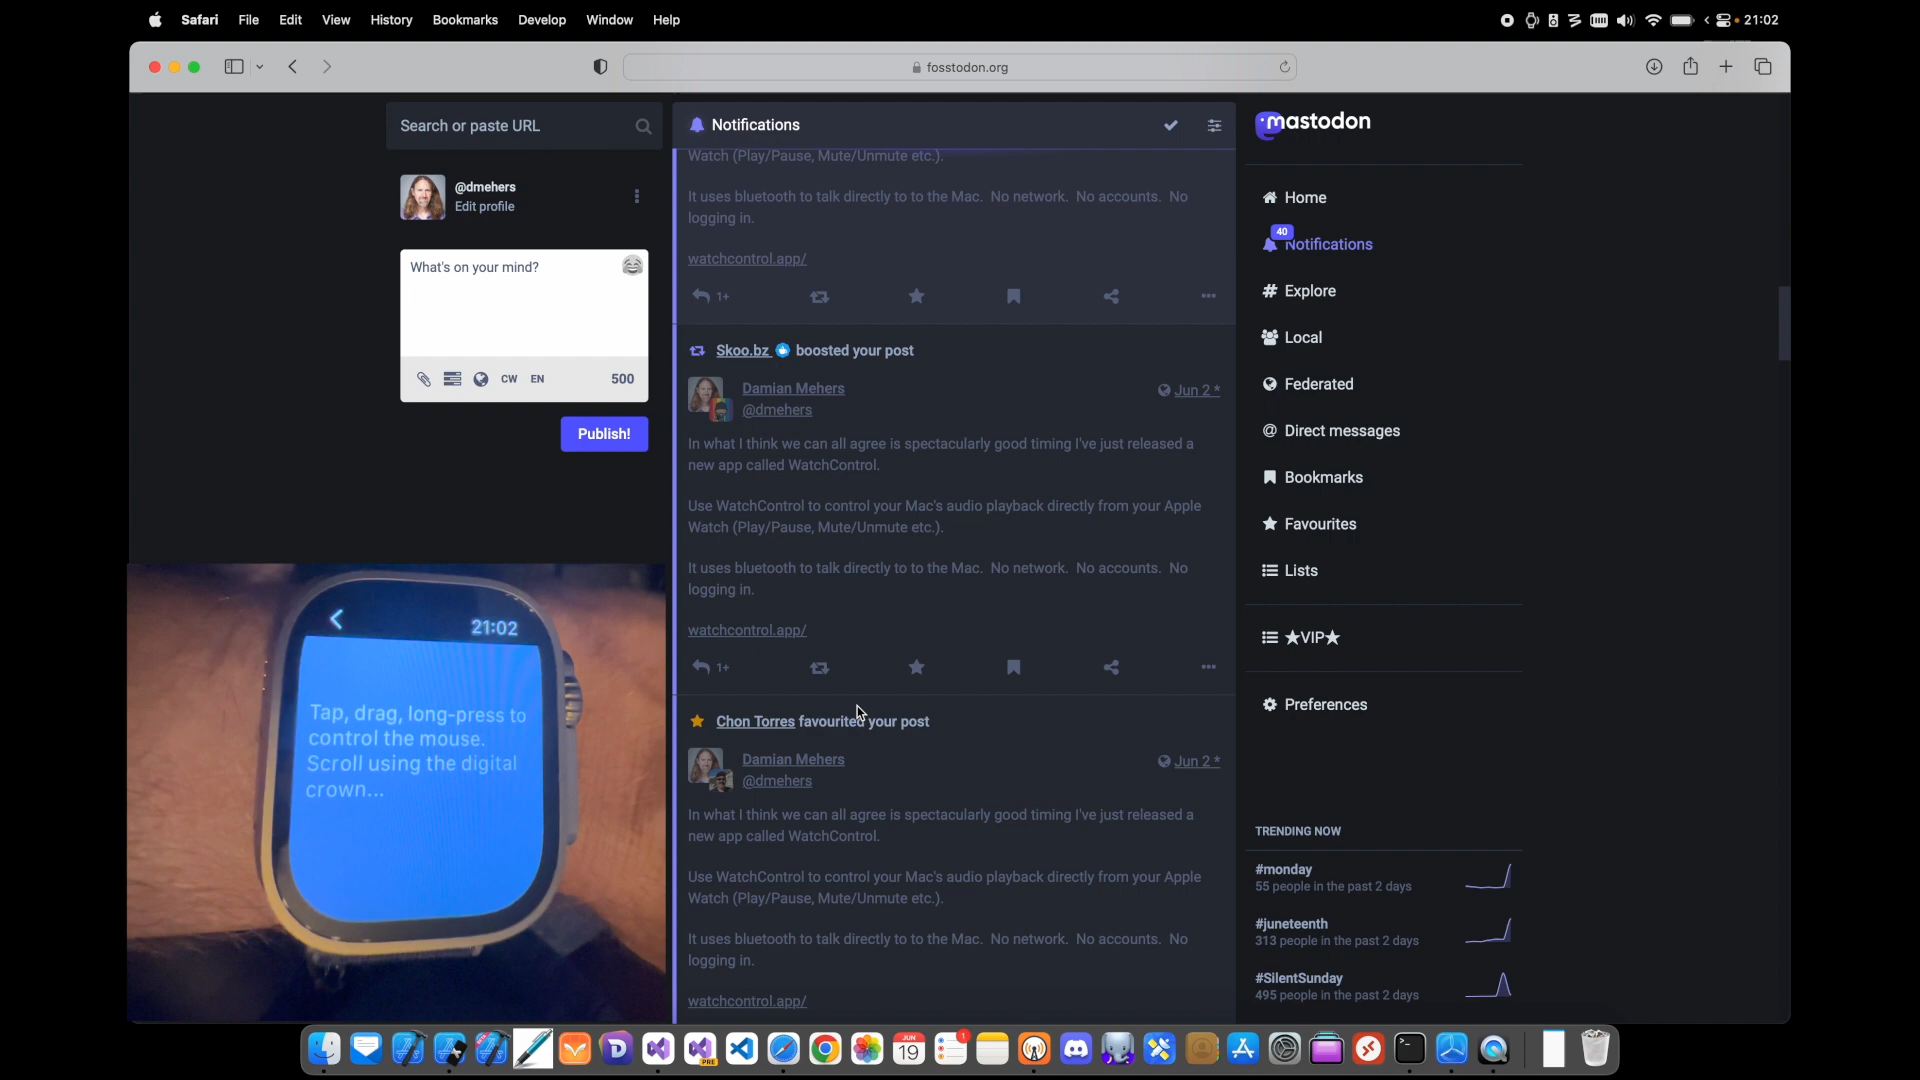 Safari File Edit View History Bookmarks Develop Window Help 21:02
fosstodon.org
Search or paste URL
@dmehers
Edit profile
What's on your mind?
CW EN 500
Publish!
21:02
Tap, drag, long-press to
control the mouse.
Scroll using the digital
crown...
Notifications
Watch (Play/Pause, Mute/Unmute etc.).
It uses bluetooth to talk directly to to the Mac. No network. No accounts. No
logging in.
watchcontrol.app/
1+
Skoo.bz boosted your post
Damian Mehers
Jun 2 *
@dmehers
In what I think we can all agree is spectacularly good timing I've just released a
new app called WatchControl.
Use WatchControl to control your Mac's audio playback directly from your Apple
Watch (Play/Pause, Mute/Unmute etc.).
It uses bluetooth to talk directly to to the Mac. No network. No accounts. No
logging in.
watchcontrol.app/
1+
Chon Torres favourited your post
Damian Mehers
Jun 2 *
@dmehers
In what I think we can all agree is spectacularly good timing I've just released a
new app called WatchControl.
Use WatchControl to control your Mac's audio playback directly from your Apple
Watch (Play/Pause, Mute/Unmute etc.).
It uses bluetooth to talk directly to to the Mac. No network. No accounts. No
logging in.
watchcontrol.app/
mastodon
Home
40
Notifications
# Explore
Local
Federated
@ Direct messages
Bookmarks
Favourites
Lists
★VIP★
Preferences
TRENDING NOW
#monday
55 people in the past 2 days
#juneteenth
313 people in the past 2 days
#SilentSunday
495 people in the past 2 days
D
PRE
JUN
19
1
>_